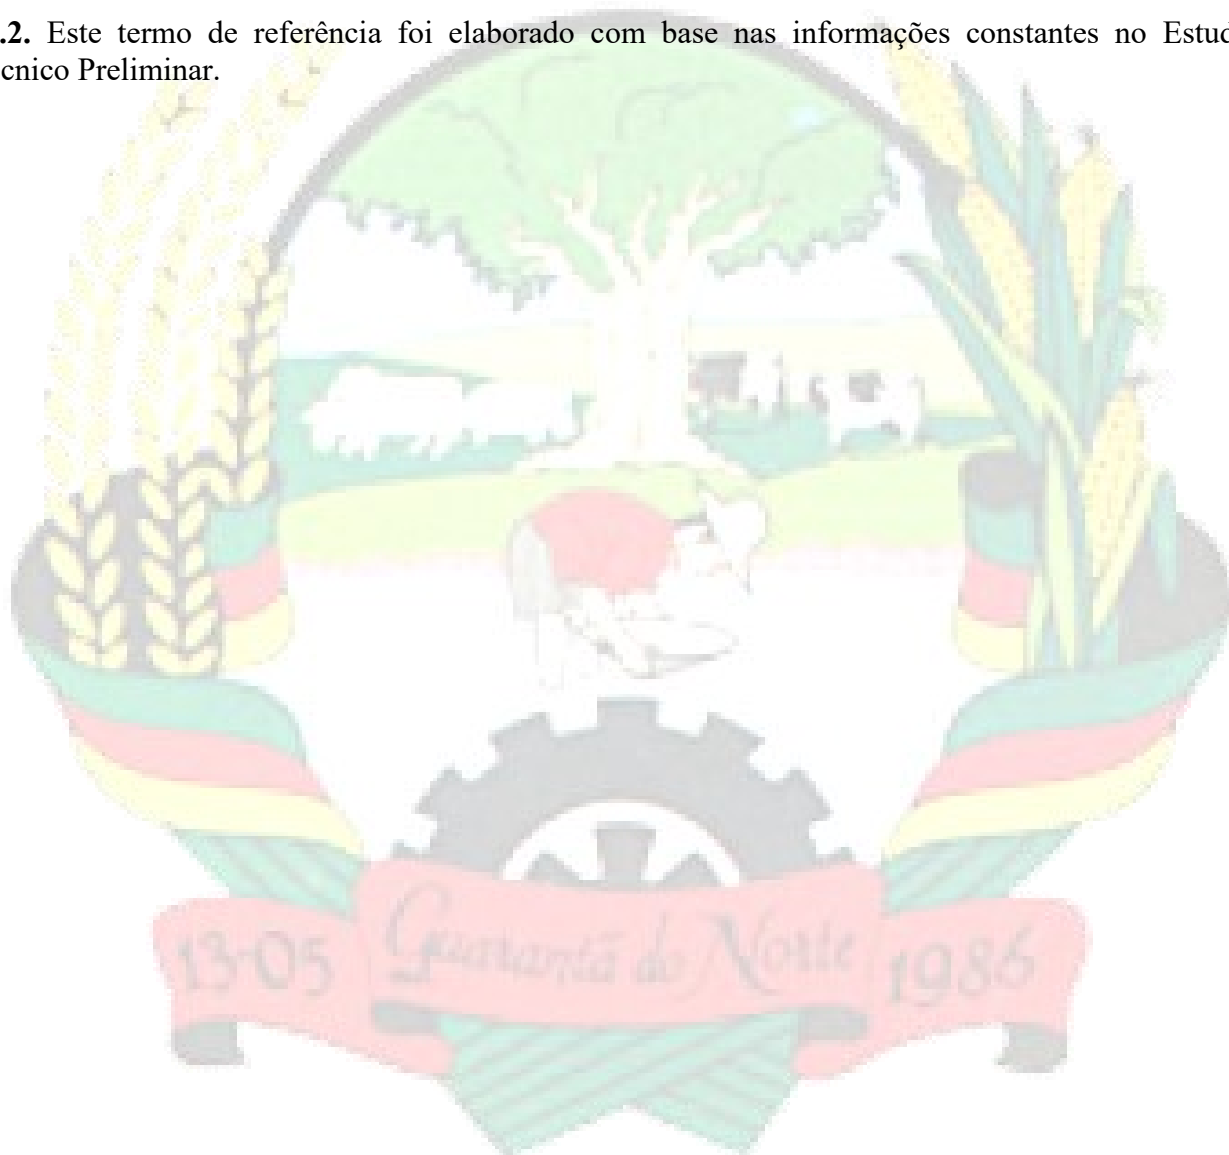 .2. Este termo de referência foi elaborado com base nas informações constantes no Estud
cnico Preliminar.
13-05 Guarantã do Norte 1986